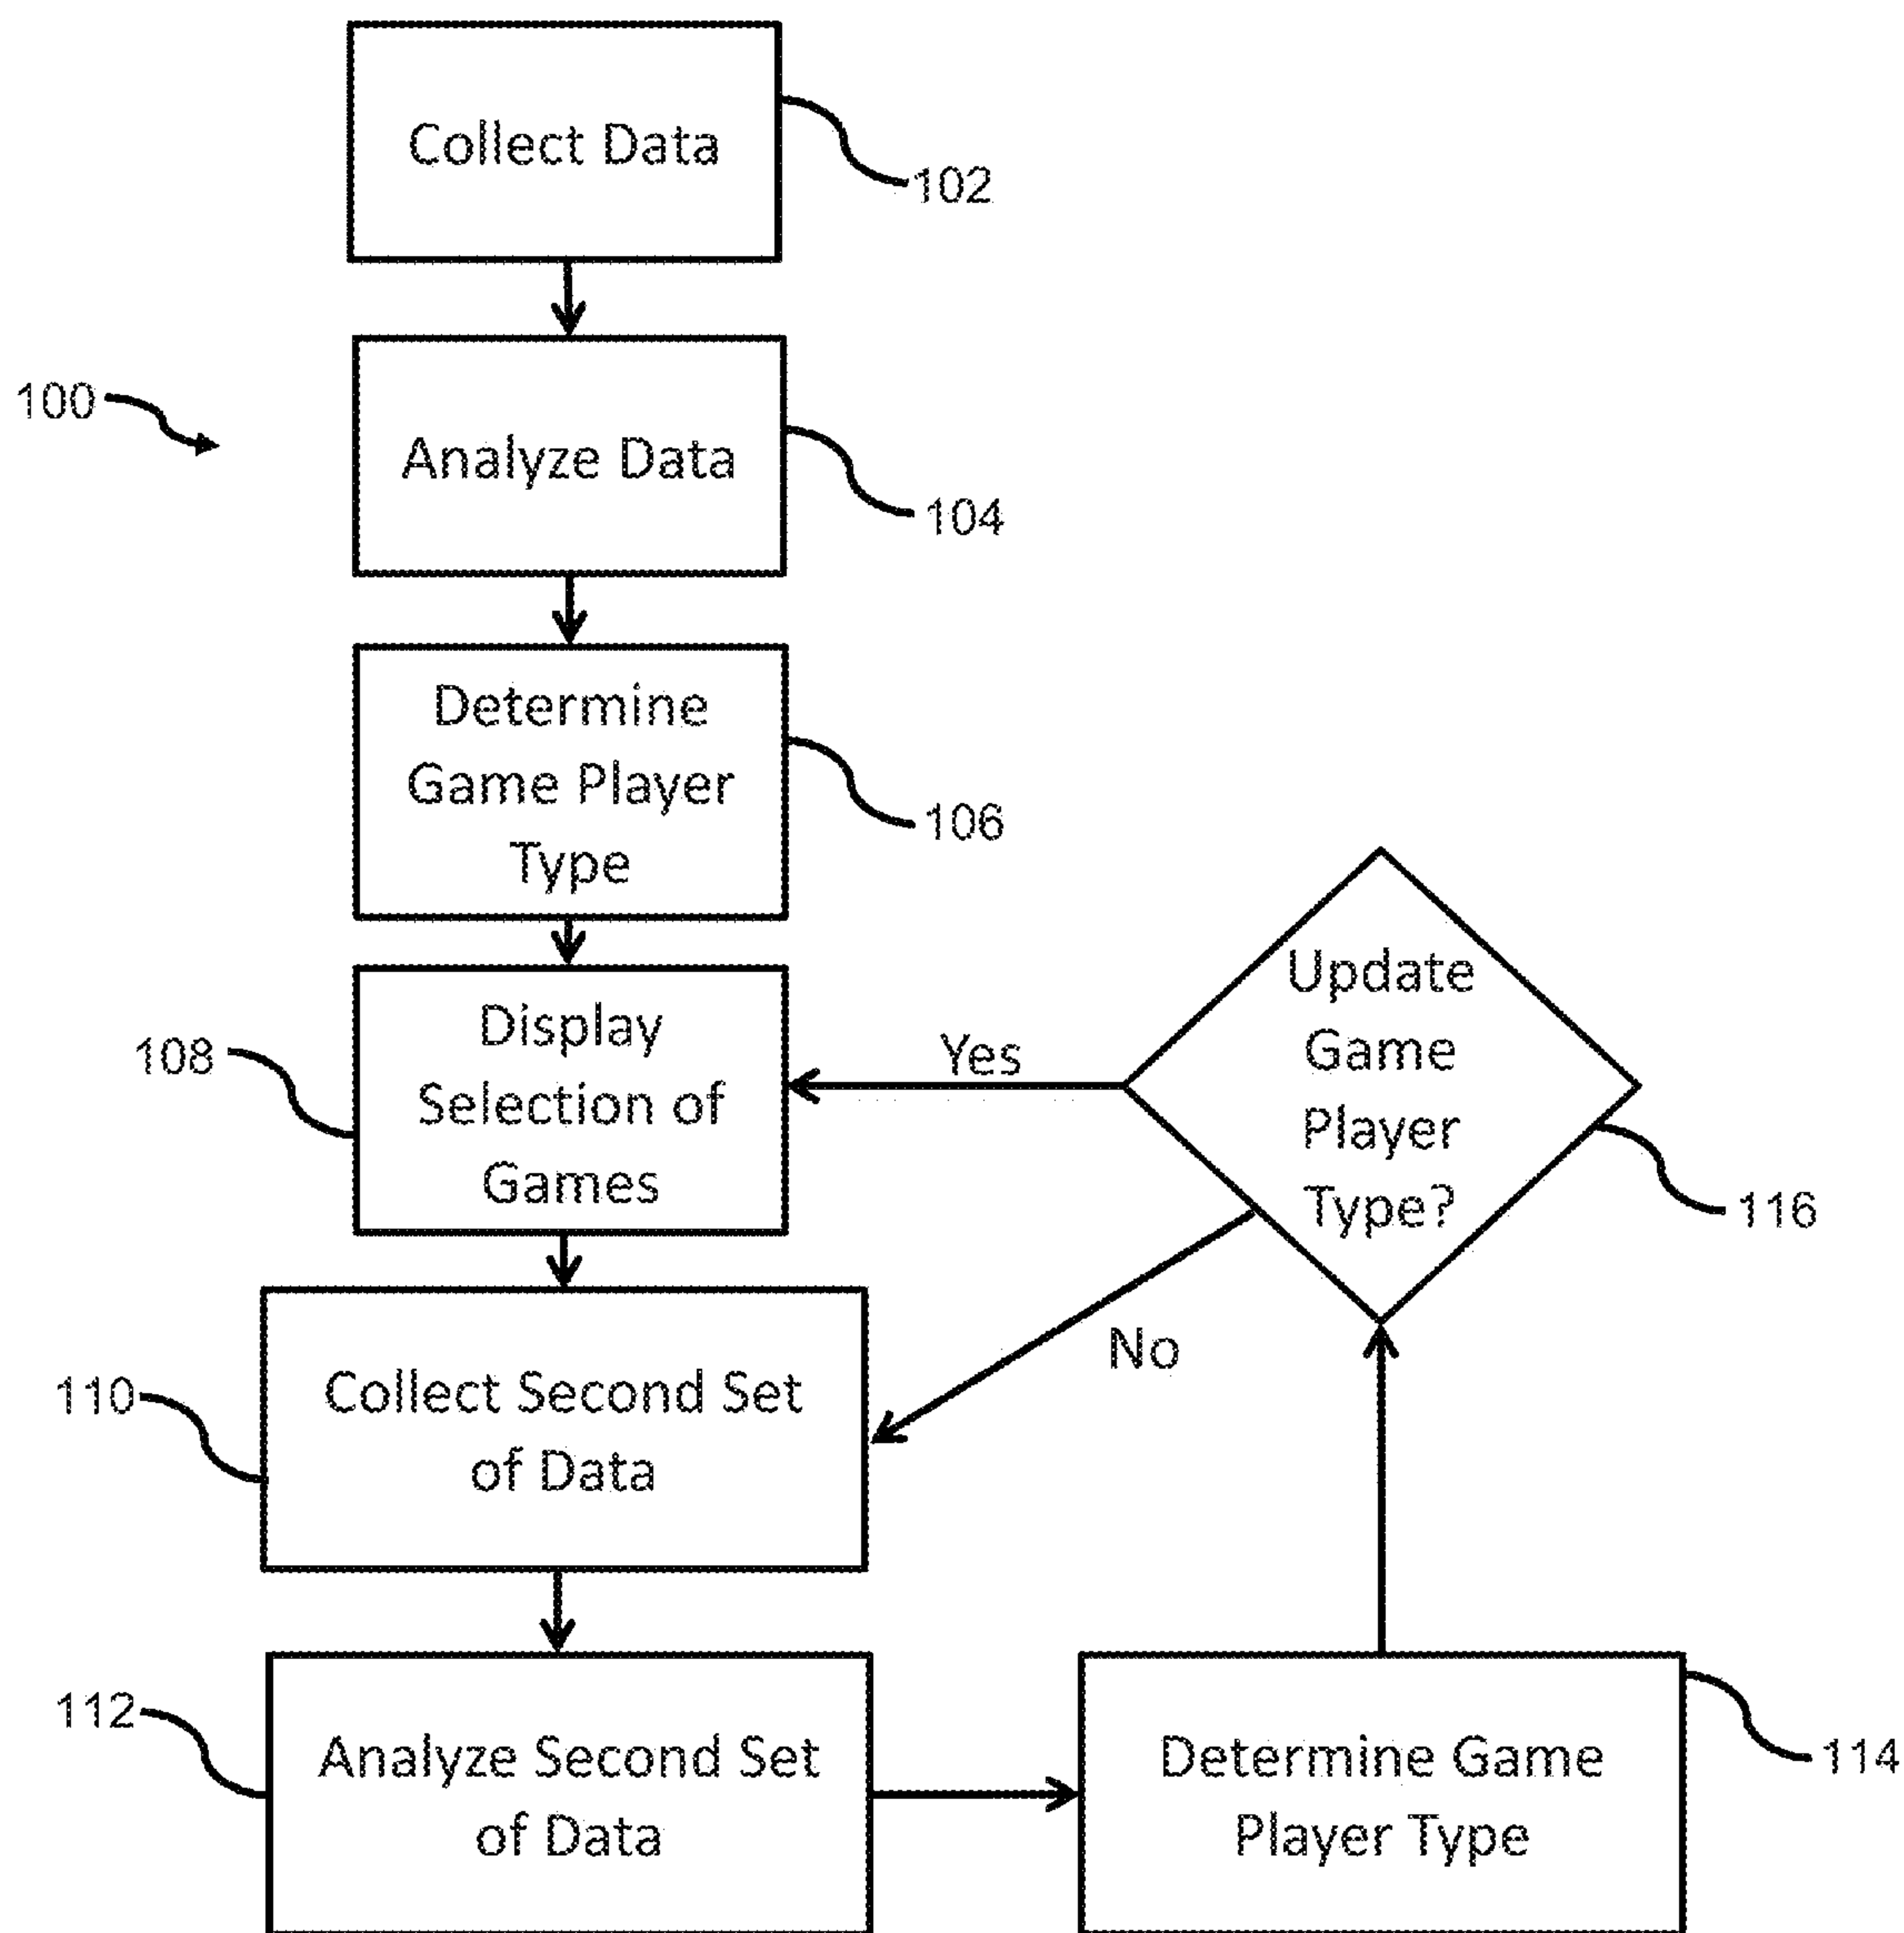 Collect Data
102
100
Analyze Data
104
Determine
Game Player
Type
106
Display
Selection of
Games
108
Yes
Update
Game
Player
Type?
116
No
Collect Second Set
of Data
110
Analyze Second Set
of Data
112
Determine Game
Player Type
114